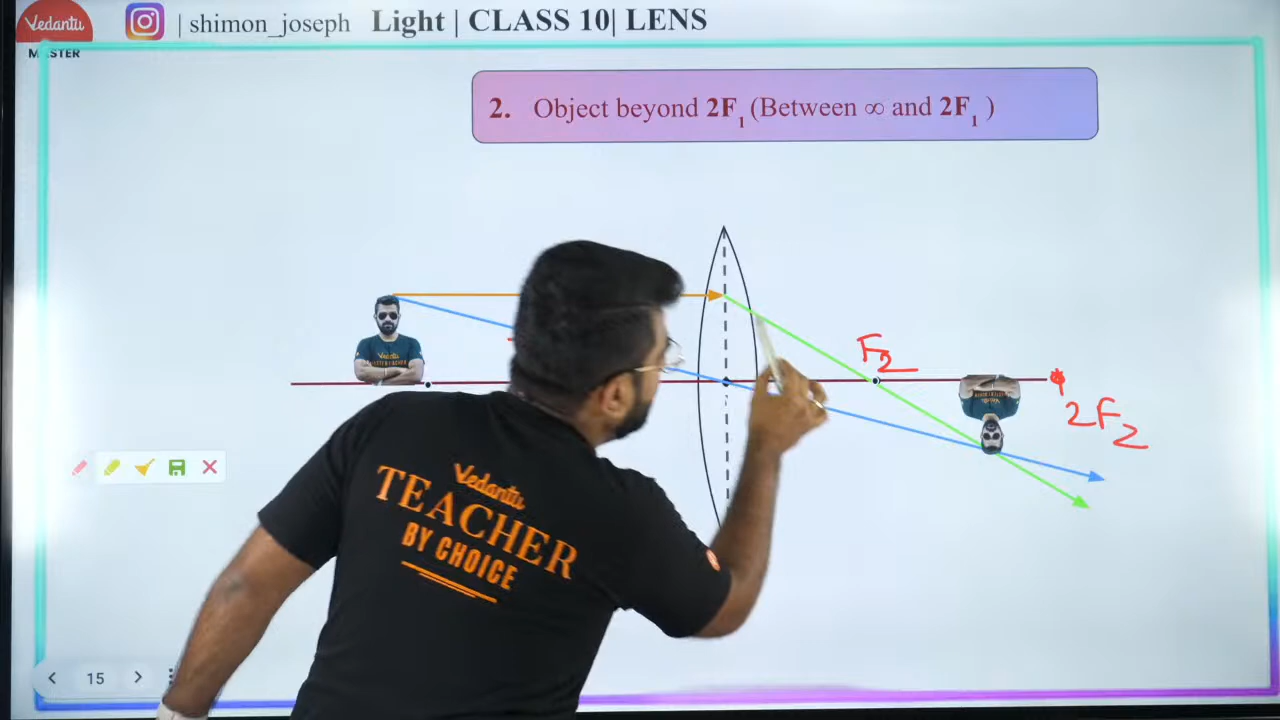 Vedantu
MASTER
| shimon_joseph
Light | CLASS 10| LENS
2. Object beyond 2F1 (Between ∞ and 2F1 )
F2
2F2
Vedantu
TEACHER
BY CHOICE
15